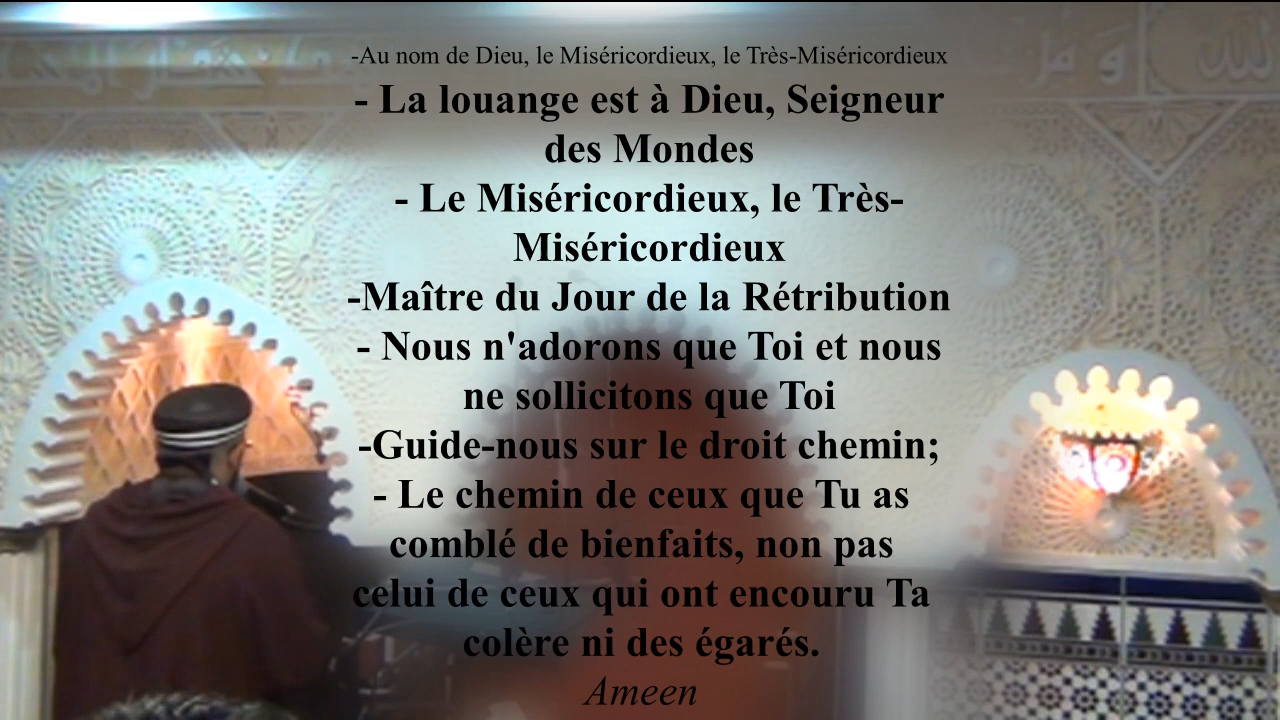 -Au nom de Dieu, le Miséricordieux, le Très-Miséricordieux
- La louange est à Dieu, Seigneur
des Mondes
- Le Miséricordieux, le Très-
Miséricordieux
-Maître du Jour de la Rétribution
- Nous n'adorons que Toi et nous
ne sollicitons que Toi
-Guide-nous sur le droit chemin;
- Le chemin de ceux que Tu as
comblé de bienfaits, non pas
celui de ceux qui ont encouru Ta
colère ni des égarés.
Ameen